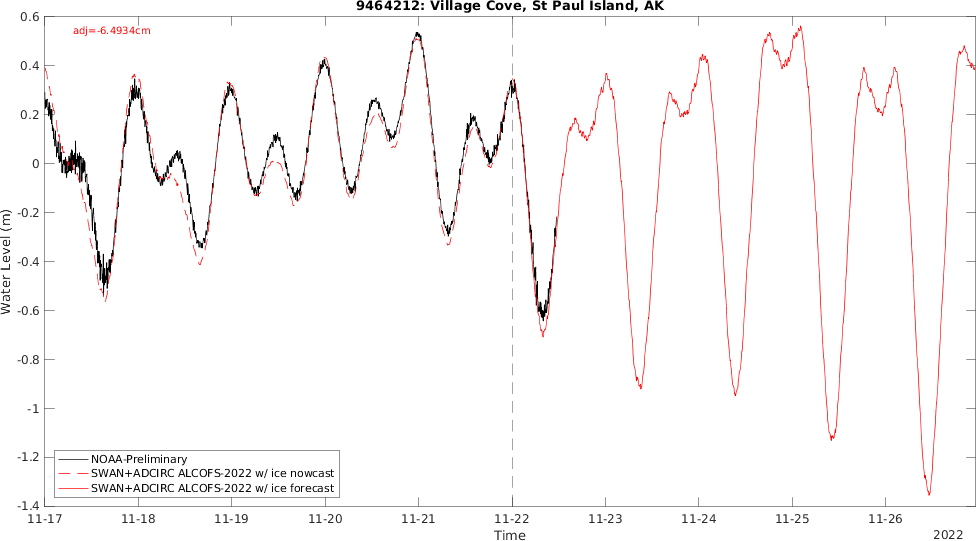 9464212: Village Cove, St Paul Island, AK
adj=-6.4934cm
0.6
0.4
0.2
0
-0.2
-0.4
-0.6
-0.8
-1
-1.2
-1.4
Water Level (m)
NOAA-Preliminary
SWAN+ADCIRC ALCOFS-2022 w/ ice nowcast
SWAN+ADCIRC ALCOFS-2022 w/ ice forecast
11-17 11-18 11-19 11-20 11-21 11-22 11-23 11-24 11-25 11-26
Time
2022